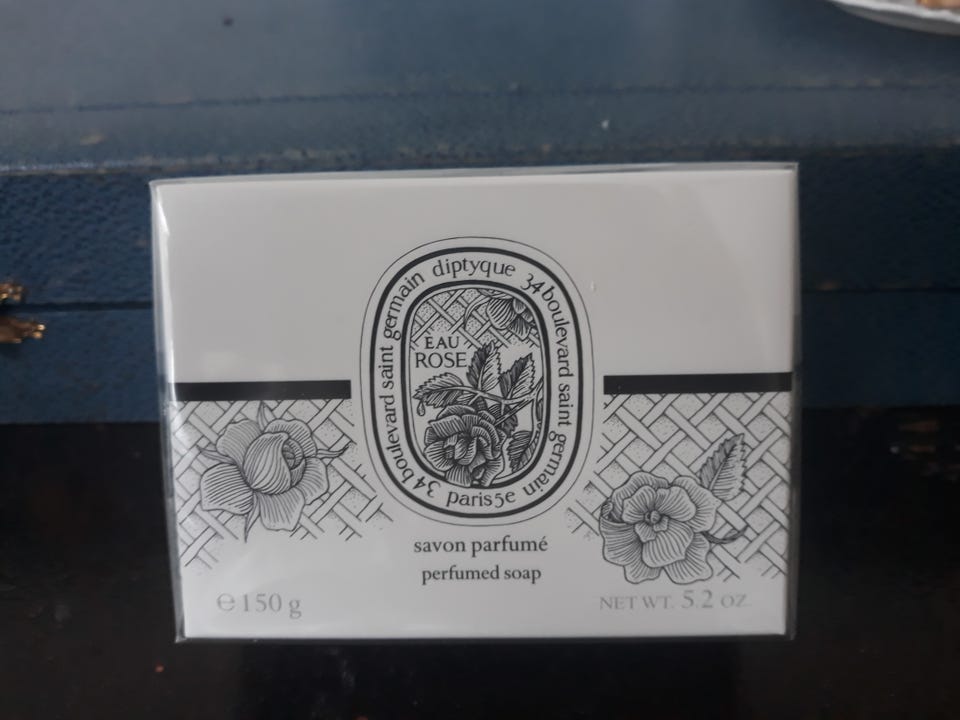 diptyque 34 boulevard saint germain paris 5e 34 boulevard saint germain
EAU
ROSE
savon parfumé
perfumed soap
℮150 g
NET WT. 5.2 OZ.